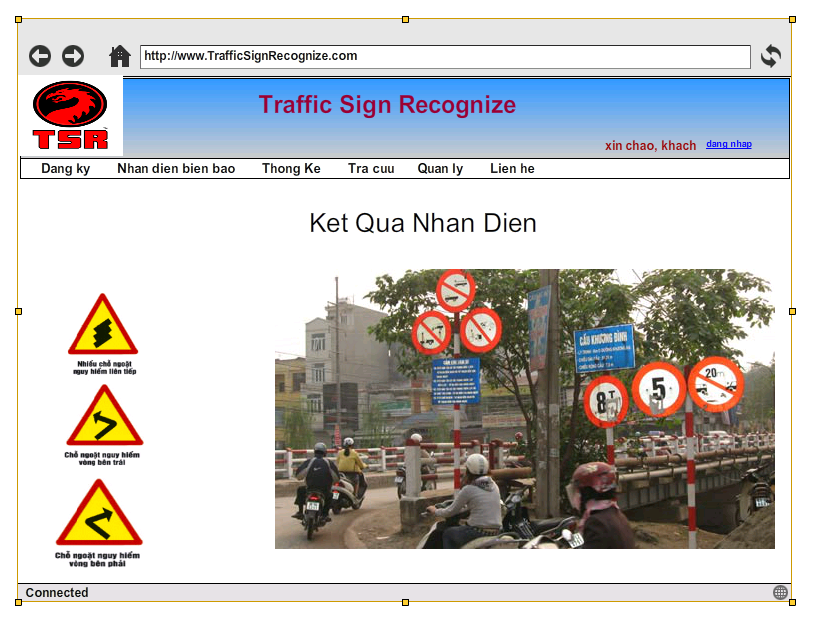 http://www.TrafficSignRecognize.com
TSR
Traffic Sign Recognize
xin chao, khach dang nhap
Dang ky Nhan dien bien bao Thong Ke Tra cuu Quan ly Lien he
Ket Qua Nhan Dien
Nhiều chỗ ngoặt
nguy hiểm liên tiếp
Chỗ ngoặt nguy hiểm
vòng bên trái
Chỗ ngoặt nguy hiểm
vòng bên phải
CẦU KHƯƠNG ĐÌNH
8T
5
20m
Connected